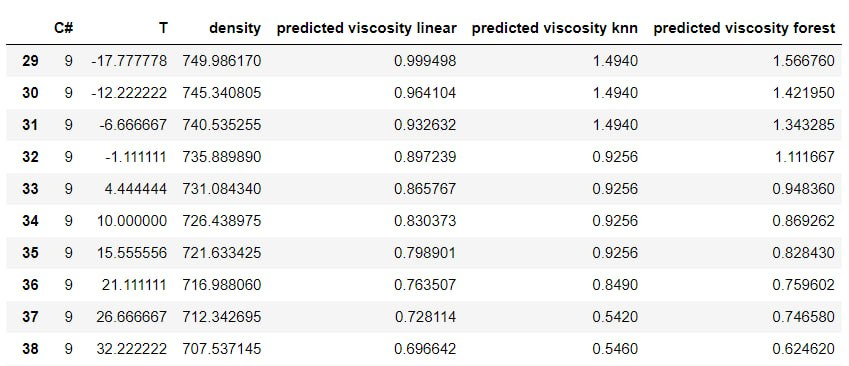 C# T density predicted viscosity linear predicted viscosity knn predicted viscosity forest
29 9 -17.777778 749.986170 0.999498 1.4940 1.566760
30 9 -12.222222 745.340805 0.964104 1.4940 1.421950
31 9 -6.666667 740.535255 0.932632 1.4940 1.343285
32 9 -1.111111 735.889890 0.897239 0.9256 1.111667
33 9 4.444444 731.084340 0.865767 0.9256 0.948360
34 9 10.000000 726.438975 0.830373 0.9256 0.869262
35 9 15.555556 721.633425 0.798901 0.9256 0.828430
36 9 21.111111 716.988060 0.763507 0.8490 0.759602
37 9 26.666667 712.342695 0.728114 0.5420 0.746580
38 9 32.222222 707.537145 0.696642 0.5460 0.624620